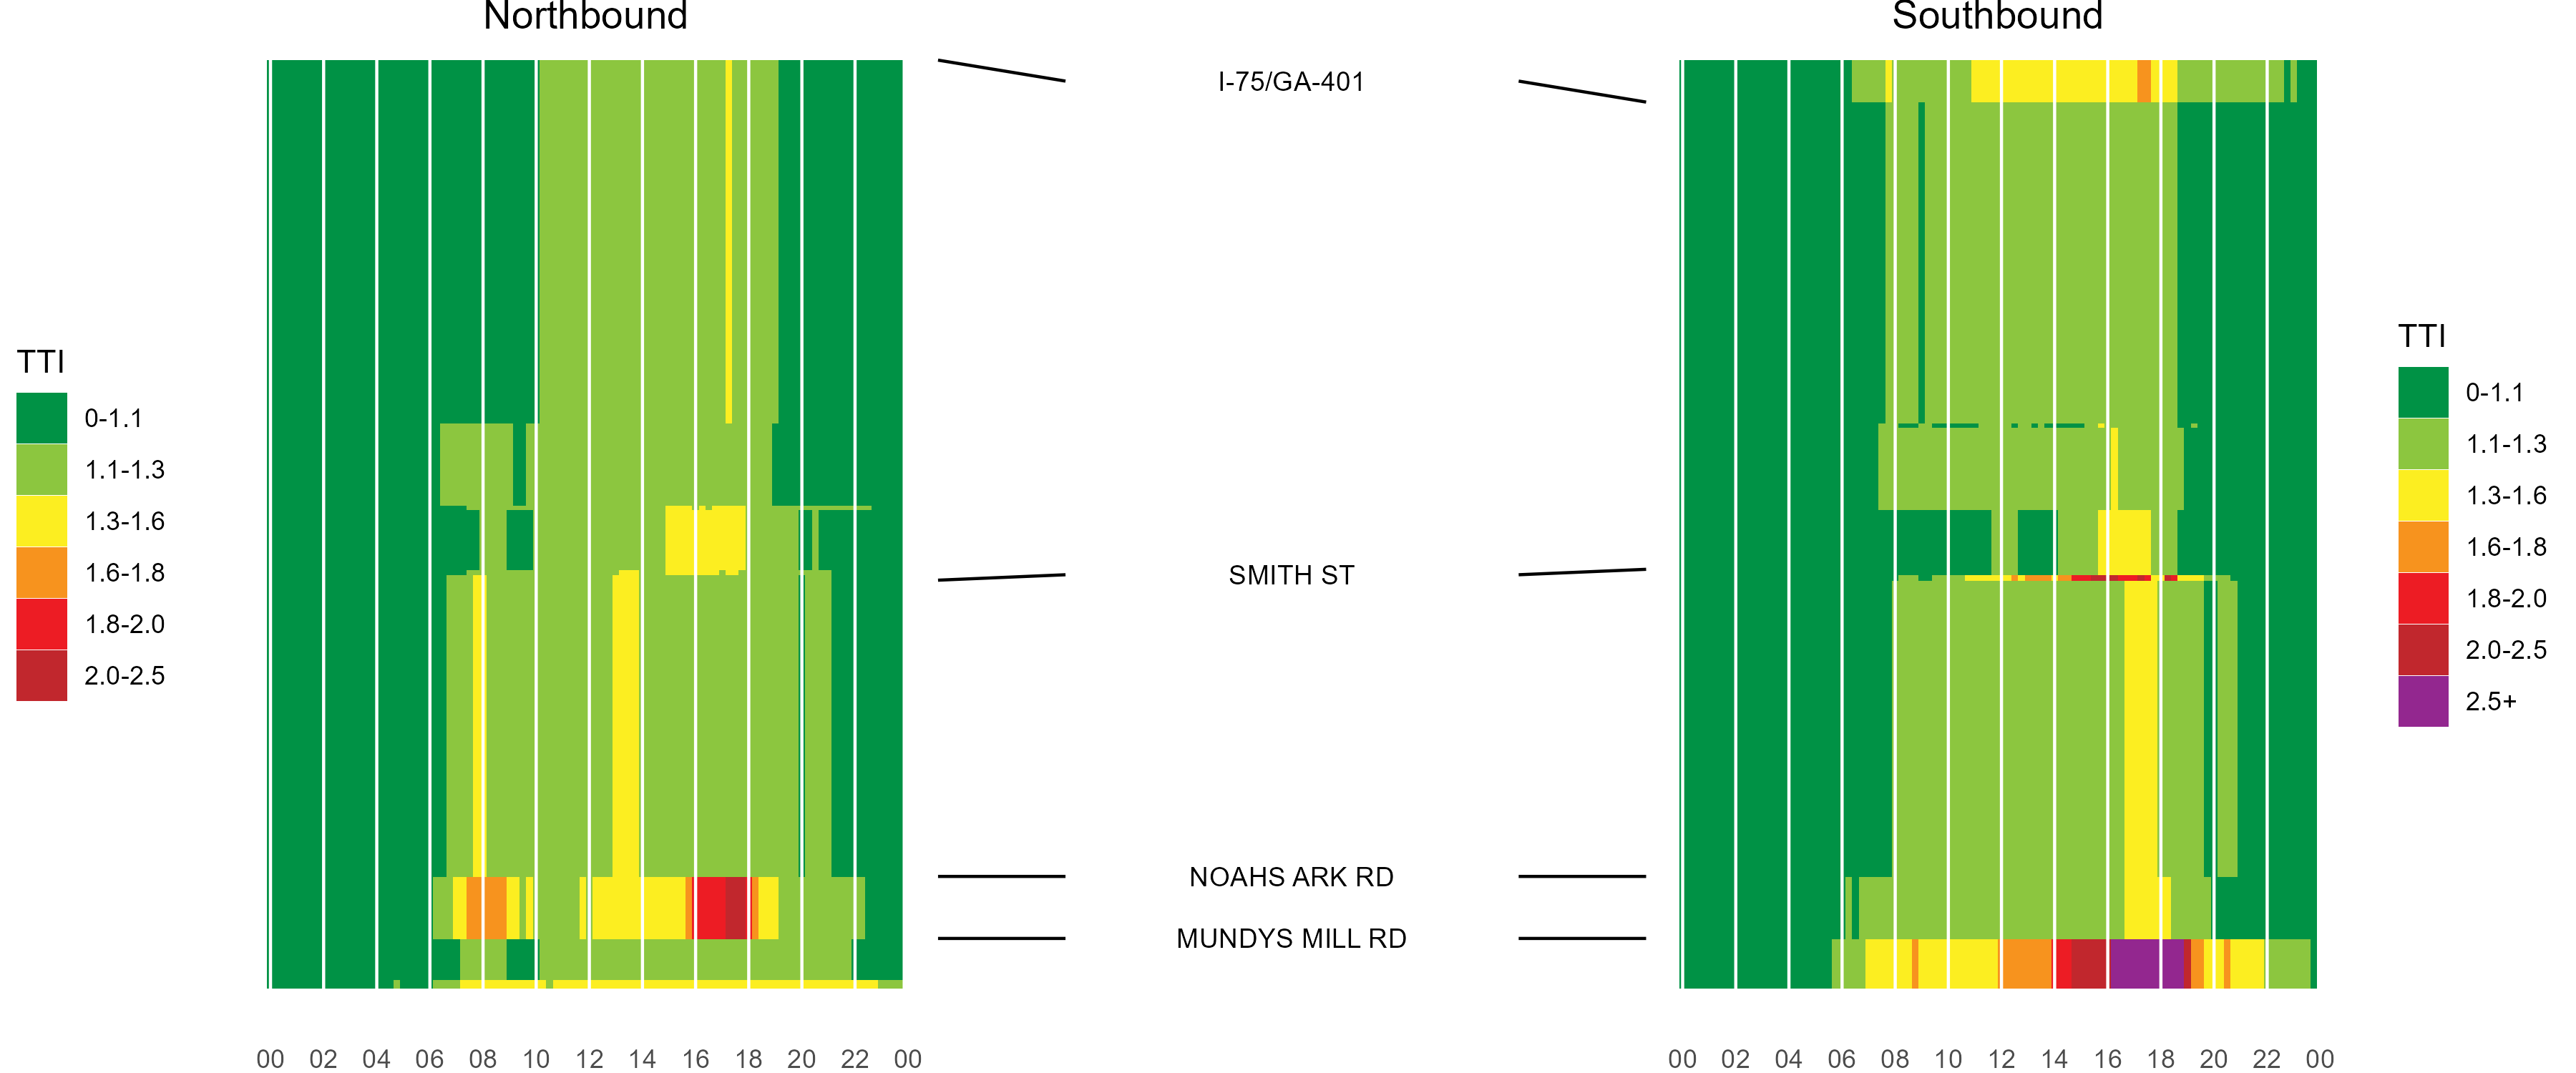 Northbound
Southbound
TTI
0-1.1
1.1-1.3
1.3-1.6
1.6-1.8
1.8-2.0
2.0-2.5
I-75/GA-401
SMITH ST
NOAHS ARK RD
MUNDYS MILL RD
TTI
0-1.1
1.1-1.3
1.3-1.6
1.6-1.8
1.8-2.0
2.0-2.5
2.5+
00 02 04 06 08 10 12 14 16 18 20 22 00
00 02 04 06 08 10 12 14 16 18 20 22 00